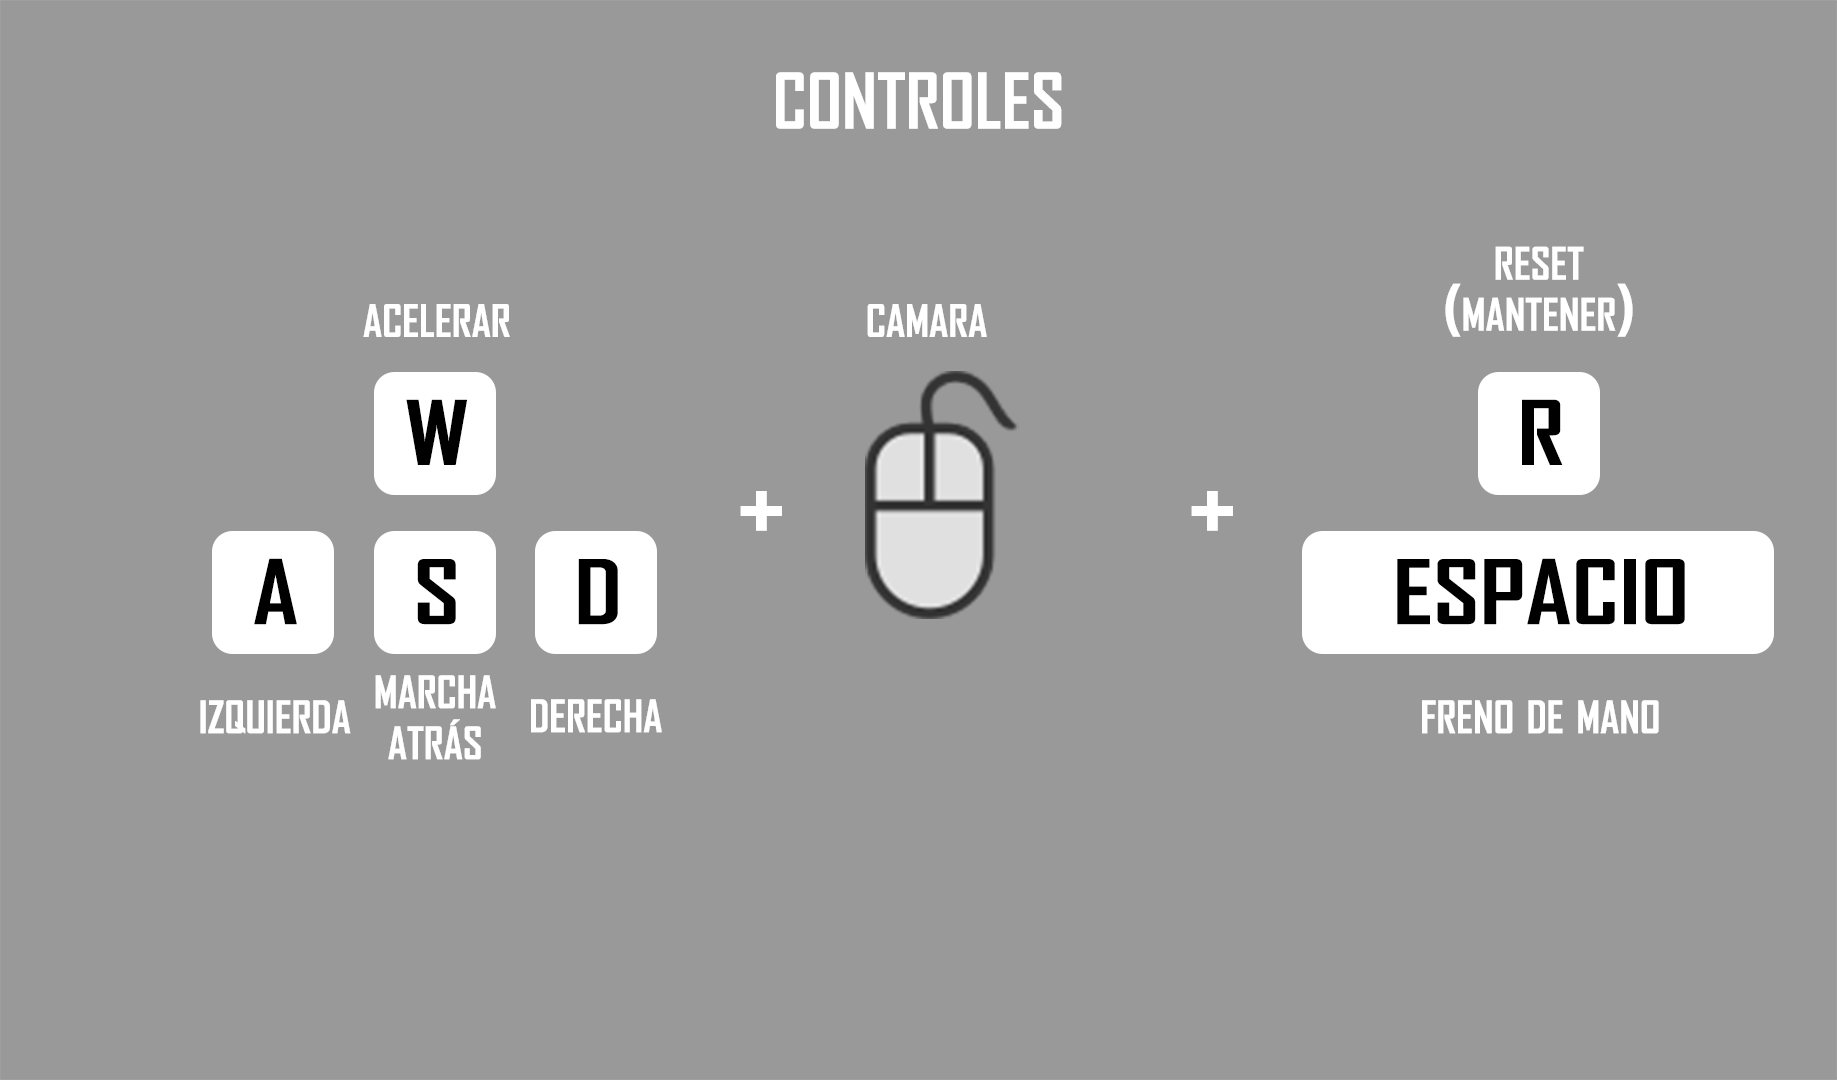 CONTROLES
ACELERAR
W
A
S
D
IZQUIERDA
MARCHA
ATRÁS
DERECHA
+
CAMARA
+
RESET
(MANTENER)
R
ESPACIO
FRENO DE MANO